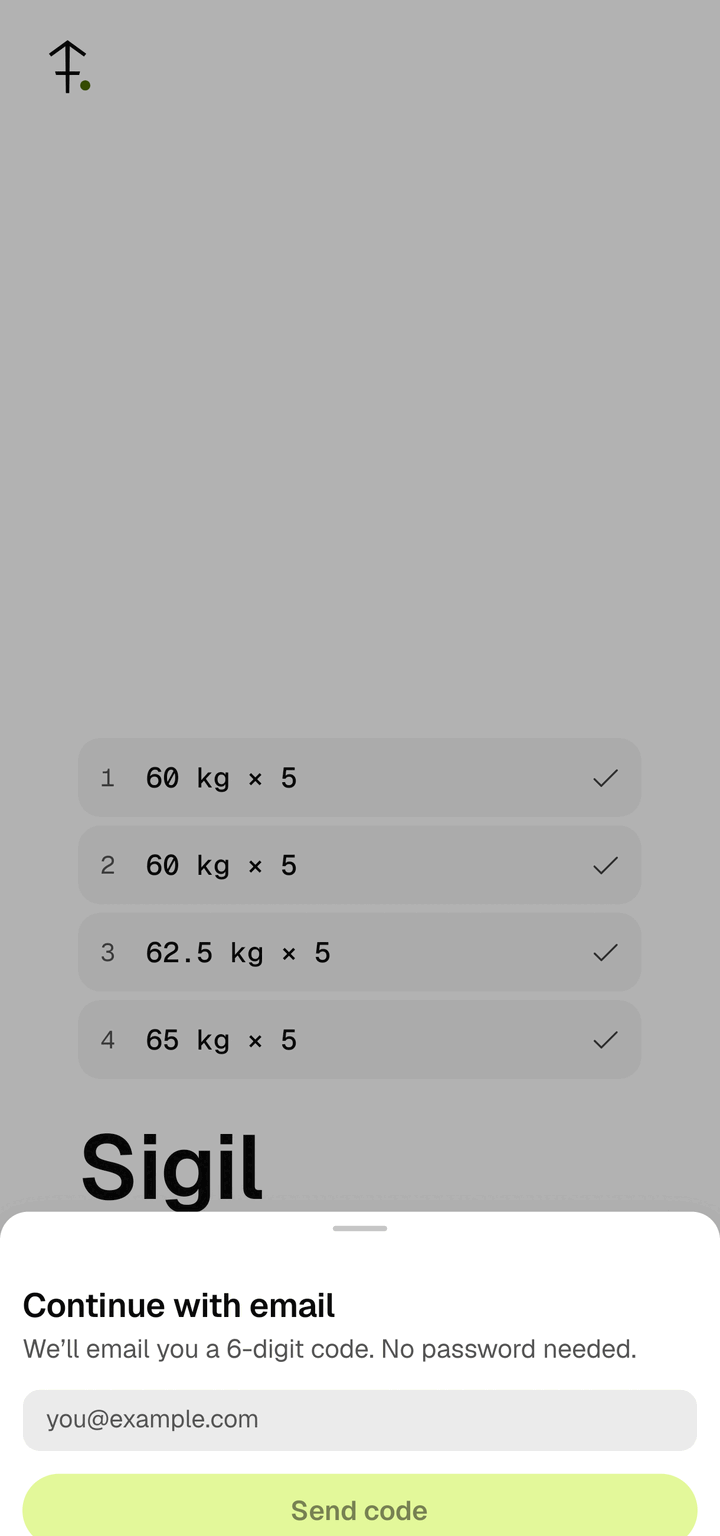 1 60 kg × 5
2 60 kg × 5
3 62.5 kg × 5
4 65 kg × 5
Sigil
Continue with email
We’ll email you a 6-digit code. No password needed.
you@example.com
Send code